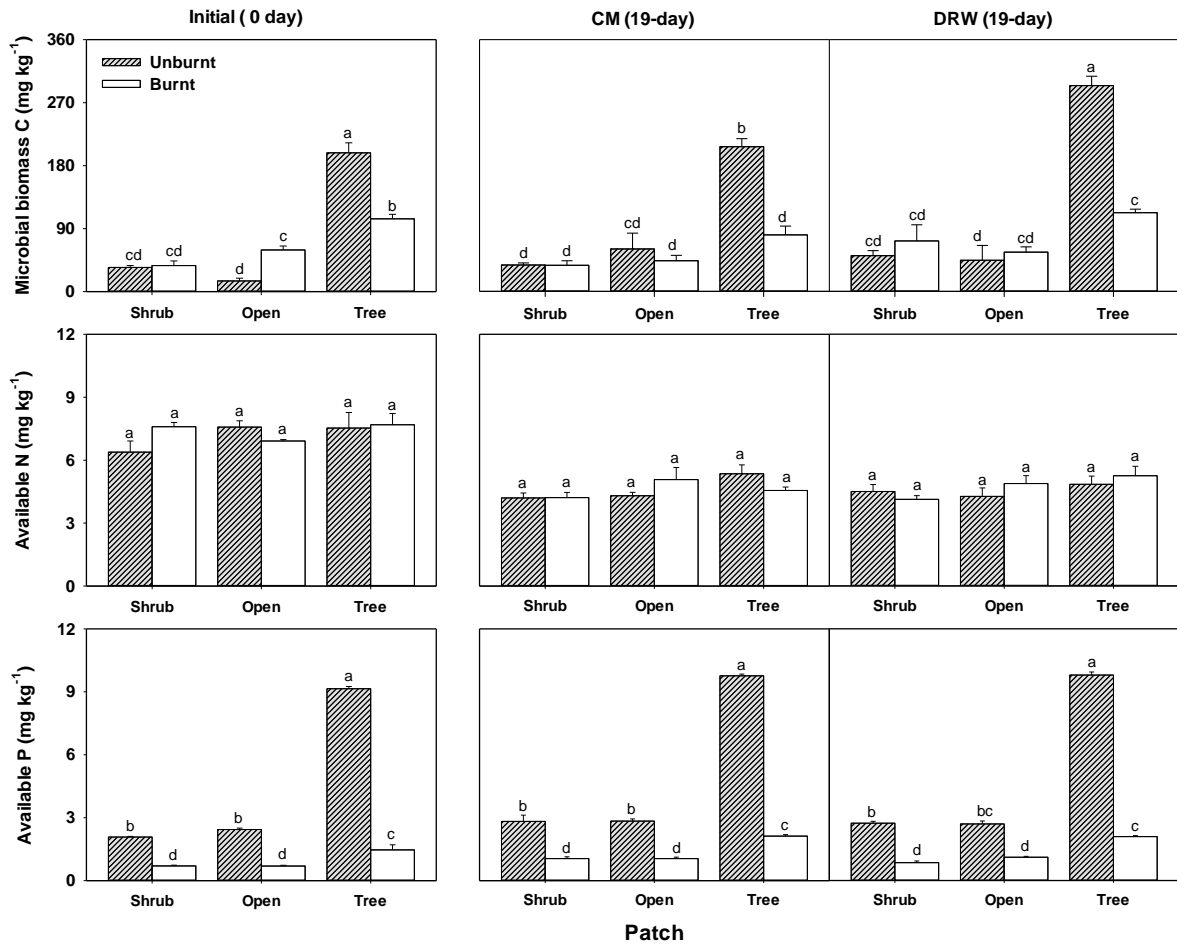 Initial ( 0 day)
CM (19-day)
DRW (19-day)
Microbial biomass C (mg kg-1)
360
270
180
90
0
Unburnt
Burnt
cd cd d c a b
d d cd d b d
cd cd d cd a c
Shrub Open Tree
Shrub Open Tree
Shrub Open Tree
Available N (mg kg-1)
12
9
6
3
0
a a a a a a
a a a a a a
a a a a a a
Shrub Open Tree
Shrub Open Tree
Shrub Open Tree
Available P (mg kg-1)
12
9
6
3
0
b d b d a c
b d b d a c
b d bc d a c
Shrub Open Tree
Shrub Open Tree
Shrub Open Tree
Patch